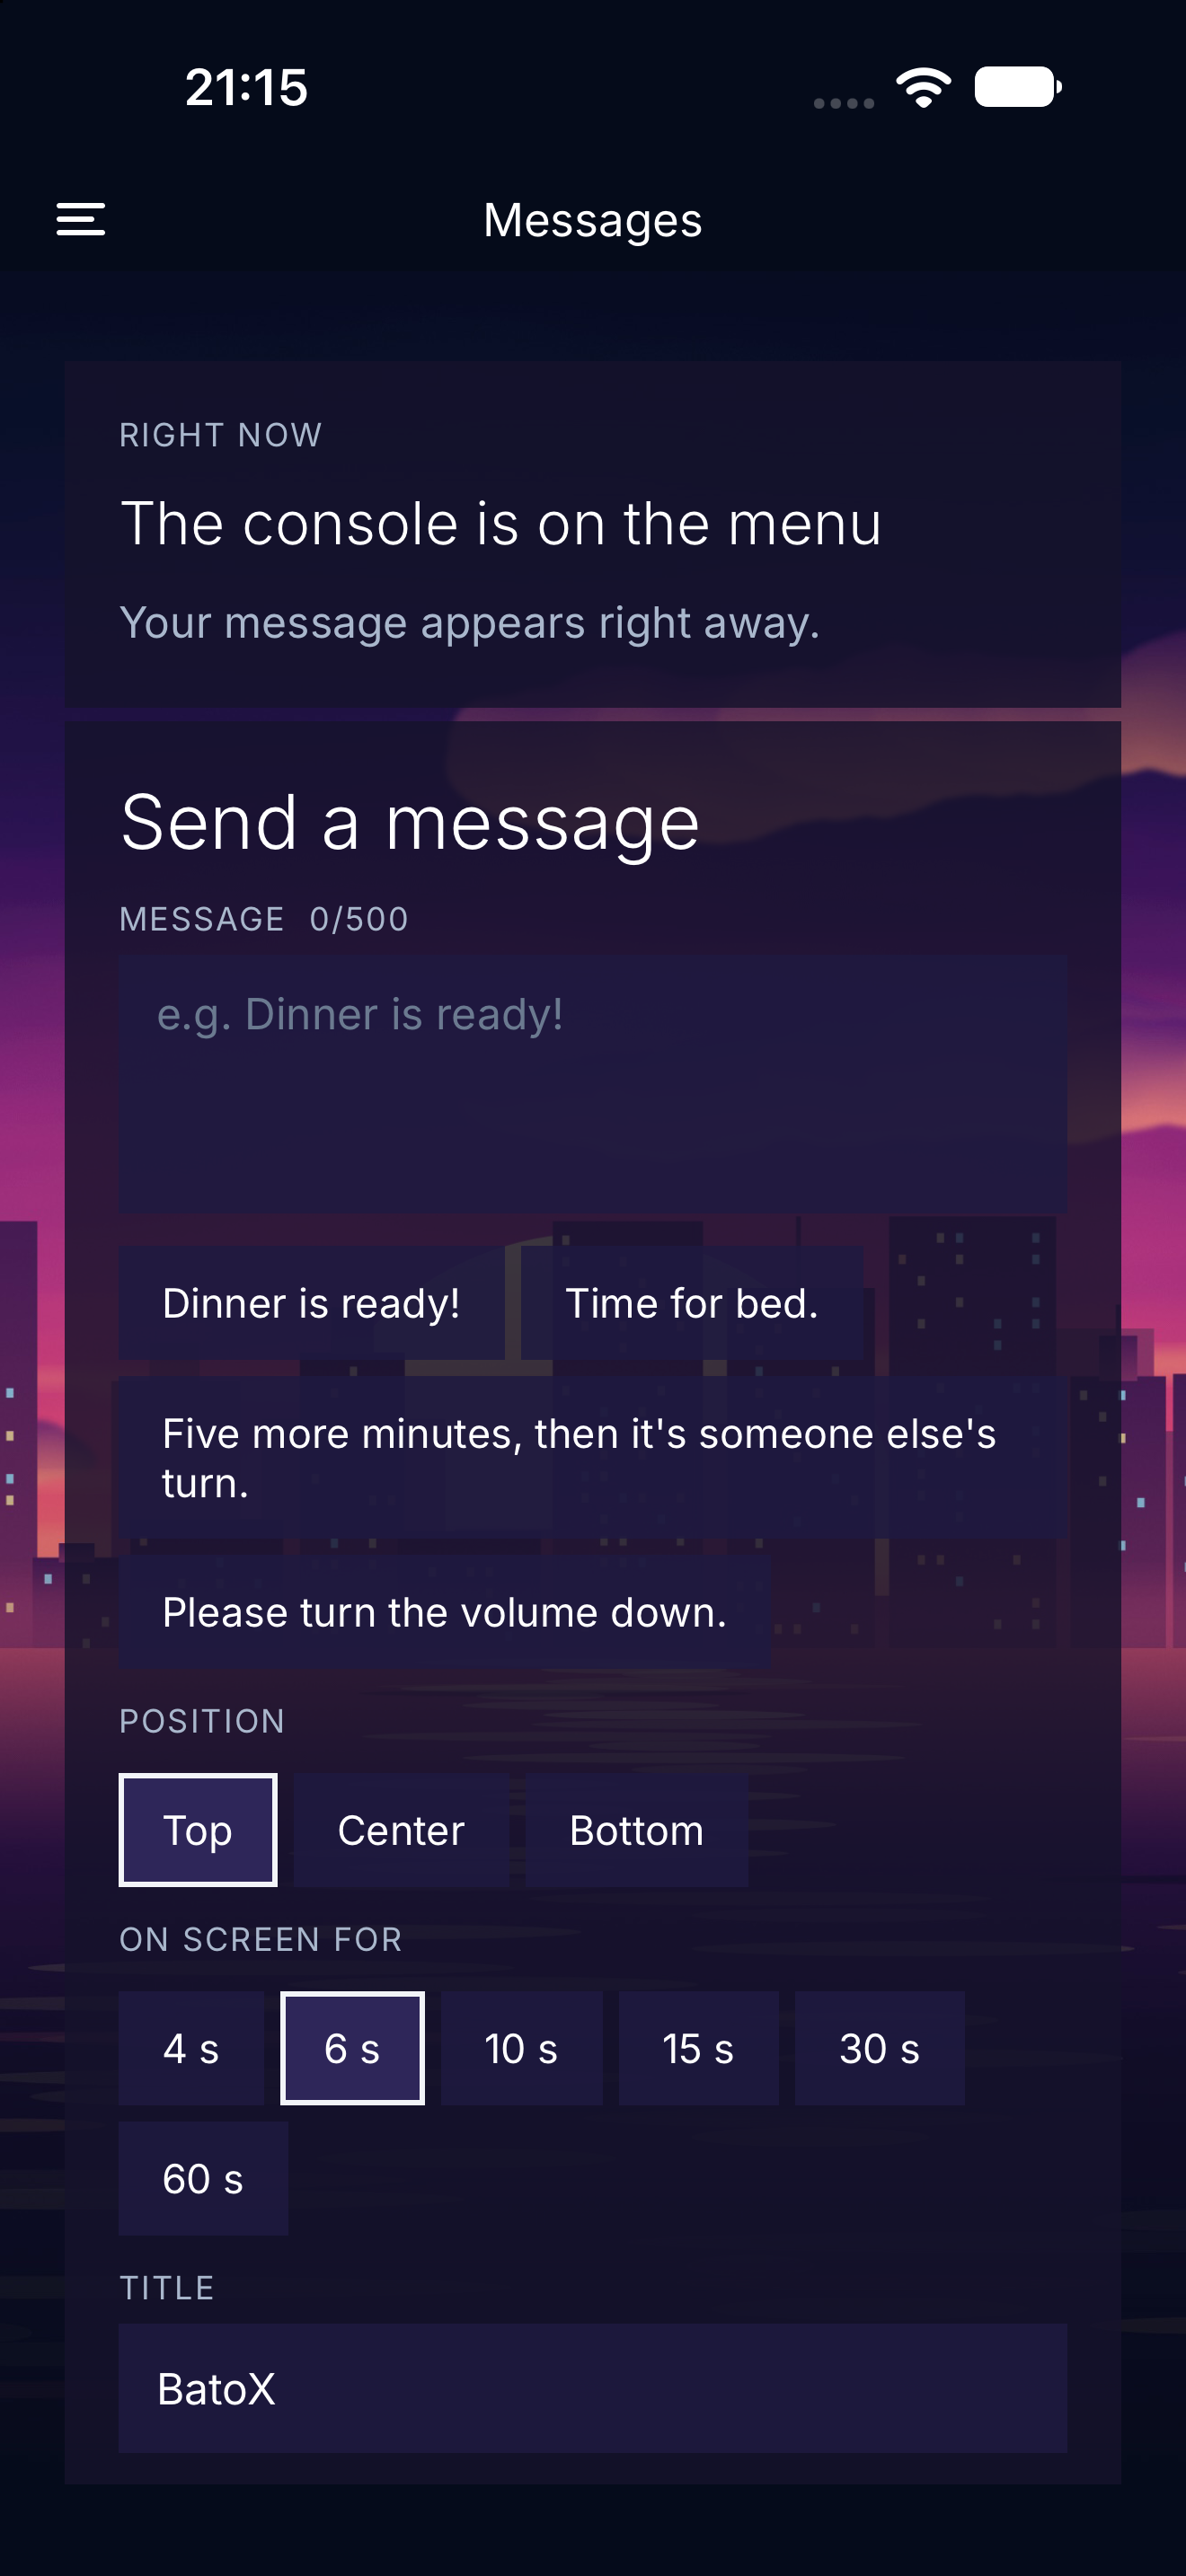 21:15
Messages
RIGHT NOW
The console is on the menu
Your message appears right away.
Send a message
MESSAGE 0/500
e.g. Dinner is ready!
Dinner is ready!
Time for bed.
Five more minutes, then it's someone else's
turn.
Please turn the volume down.
POSITION
Top
Center
Bottom
ON SCREEN FOR
4 s
6 s
10 s
15 s
30 s
60 s
TITLE
BatoX